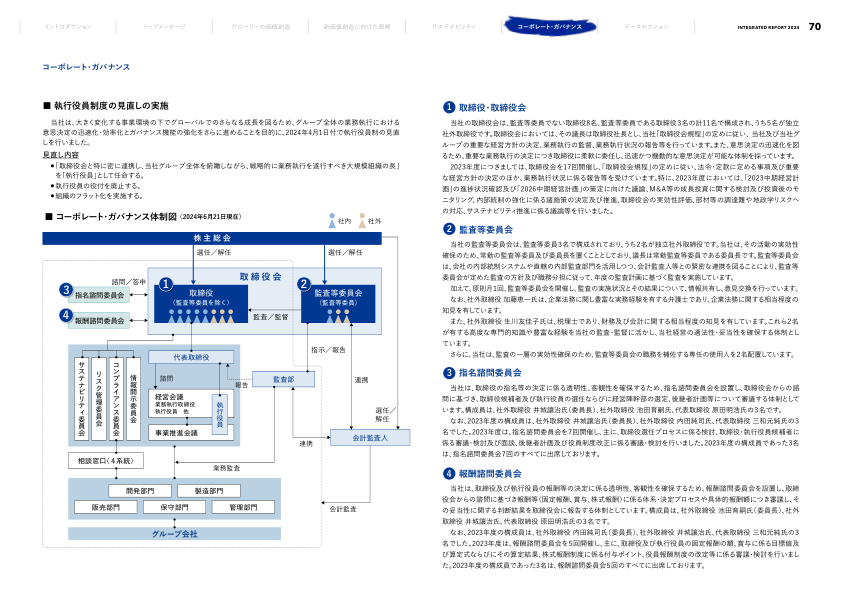 イントロダクション
トップメッセージ
グローリーの価値創造
新価値創造に向けた戦略
サステナビリティ
コーポレート・ガバナンス
データセクション
INTEGRATED REPORT 2024 70
コーポレート・ガバナンス
■ 執行役員制度の見直しの実施
当社は、大きく変化する事業環境の下でグローバルでのさらなる成長を図るため、グループ全体の業務執行における
意思決定の迅速化・効率化とガバナンス機能の強化をさらに進めることを目的に、2024年4月1日付で執行役員制の見直
しを行いました。
見直し内容
●「取締役会と特に密に連携し、当社グループ全体を俯瞰しながら、戦略的に業務執行を遂行すべき大規模組織の長」
を「執行役員」として任命する。
●執行役員の役付を廃止する。
●組織のフラット化を実施する。
■ コーポレート・ガバナンス体制図（2024年6月21日現在）
社内
社外
株主総会
選任／解任
選任／解任
取締役会
諮問／答申
3
指名諮問委員会
4
報酬諮問委員会
1
取締役
（監査等委員を除く）
2
監査等委員会
（監査等委員）
監査／監督
指示／報告
代表取締役
諮問
報告
監査部
連携
経営会議
業務執行取締役
執行役員 他
執行役員
事業推進会議
サステナビリティ委員会
リスク管理委員会
コンプライアンス委員会
情報開示委員会
選任／
解任
会計監査人
連携
相談窓口（4系統）
業務監査
開発部門
製造部門
販売部門
保守部門
管理部門
会計監査
グループ会社
1 取締役・取締役会
当社の取締役会は、監査等委員でない取締役8名、監査等委員である取締役3名の計11名で構成され、うち5名が独立
社外取締役です。取締役会においては、その議長は取締役社長とし、当社「取締役会規程」の定めに従い、当社及び当社グ
ループの重要な経営方針の決定、業務執行の監督、業務執行状況の報告等を行っています。また、意思決定の迅速化を図
るため、重要な業務執行の決定につき取締役に柔軟に委任し、迅速かつ機動的な意思決定が可能な体制を採っています。
2023年度につきましては、取締役会を17回開催し、「取締役会規程」の定めに従い、法令・定款に定める事項及び重要
な経営方針の決定のほか、業務執行状況に係る報告等を受けています。特に、2023年度においては、「2023中期経営計
画」の進捗状況確認及び「2026中期経営計画」の策定に向けた議論、M&A等の成長投資に関する検討及び投資後のモ
ニタリング、内部統制の強化に係る諸施策の決定及び推進、取締役会の実効性評価、部材等の調達難や地政学リスクへ
の対応、サステナビリティ推進に係る議論等を行いました。
2 監査等委員会
当社の監査等委員会は、監査等委員3名で構成されており、うち2名が独立社外取締役です。当社は、その活動の実効性
確保のため、常勤の監査等委員及び委員長を置くこととしており、議長は常勤監査等委員である委員長です。監査等委員会
は、会社の内部統制システムや直轄の内部監査部門を活用しつつ、会計監査人等との緊密な連携を図ることにより、監査等
委員会が定めた監査の方針及び職務分担に従って、年度の監査計画に基づく監査を実施しています。
加えて、原則月1回、監査等委員会を開催し、監査の実施状況とその結果について、情報共有し、意見交換を行っています。
なお、社外取締役 加藤恵一氏は、企業法務に関し豊富な実務経験を有する弁護士であり、企業法務に関する相当程度の
知見を有しています。
また、社外取締役 生川友佳子氏は、税理士であり、財務及び会計に関する相当程度の知見を有しています。これら2名
が有する高度な専門的知識や豊富な経験を当社の監査・監督に活かし、当社経営の適法性・妥当性を確保する体制とし
ています。
さらに、当社は、監査の一層の実効性確保のため、監査等委員会の職務を補佐する専任の使用人を2名配置しています。
3 指名諮問委員会
当社は、取締役の指名等の決定に係る透明性、客観性を確保するため、指名諮問委員会を設置し、取締役会からの諮
問に基づき、取締役候補及び執行役員の選任ならびに経営陣幹部の選定、後継者計画等について審議する体制としてい
ます。構成員は、社外取締役 井城讓治氏（委員長）、社外取締役 池田育嗣氏、代表取締役 原田明浩氏の3名です。
なお、2023年度の構成員は、社外取締役 井城讓治氏（委員長）、社外取締役 内田純司氏、代表取締役 三和元純氏の3
名でした。2023年度は、指名諮問委員会を7回開催し、主に、取締役選任プロセスに係る検討、取締役・執行役員候補者に
係る審議・検討及び面談、後継者計画及び役員制度改正に係る審議・検討を行いました。2023年度の構成員であった3名
は、指名諮問委員会7回のすべてに出席しております。
4 報酬諮問委員会
当社は、取締役及び執行役員の報酬等の決定に係る透明性、客観性を確保するため、報酬諮問委員会を設置し、取締
役会からの諮問に基づき報酬等（固定報酬、賞与、株式報酬）に係る体系・決定プロセスや具体的報酬額につき審議し、そ
の妥当性に関する判断結果を取締役会に報告する体制としています。構成員は、社外取締役 池田育嗣氏（委員長）、社外
取締役 井城讓治氏、代表取締役 原田明浩氏の3名です。
なお、2023年度の構成員は、社外取締役 内田純司氏（委員長）、社外取締役 井城讓治氏、代表取締役 三和元純氏の3
名でした。2023年度は、報酬諮問委員会を5回開催し、主に、取締役及び執行役員の固定報酬の額、賞与に係る目標値及
び算定式ならびにその算定結果、株式報酬制度に係る付与ポイント、役員報酬制度の改定等に係る審議・検討を行いまし
た。2023年度の構成員であった3名は、報酬諮問委員会5回のすべてに出席しております。